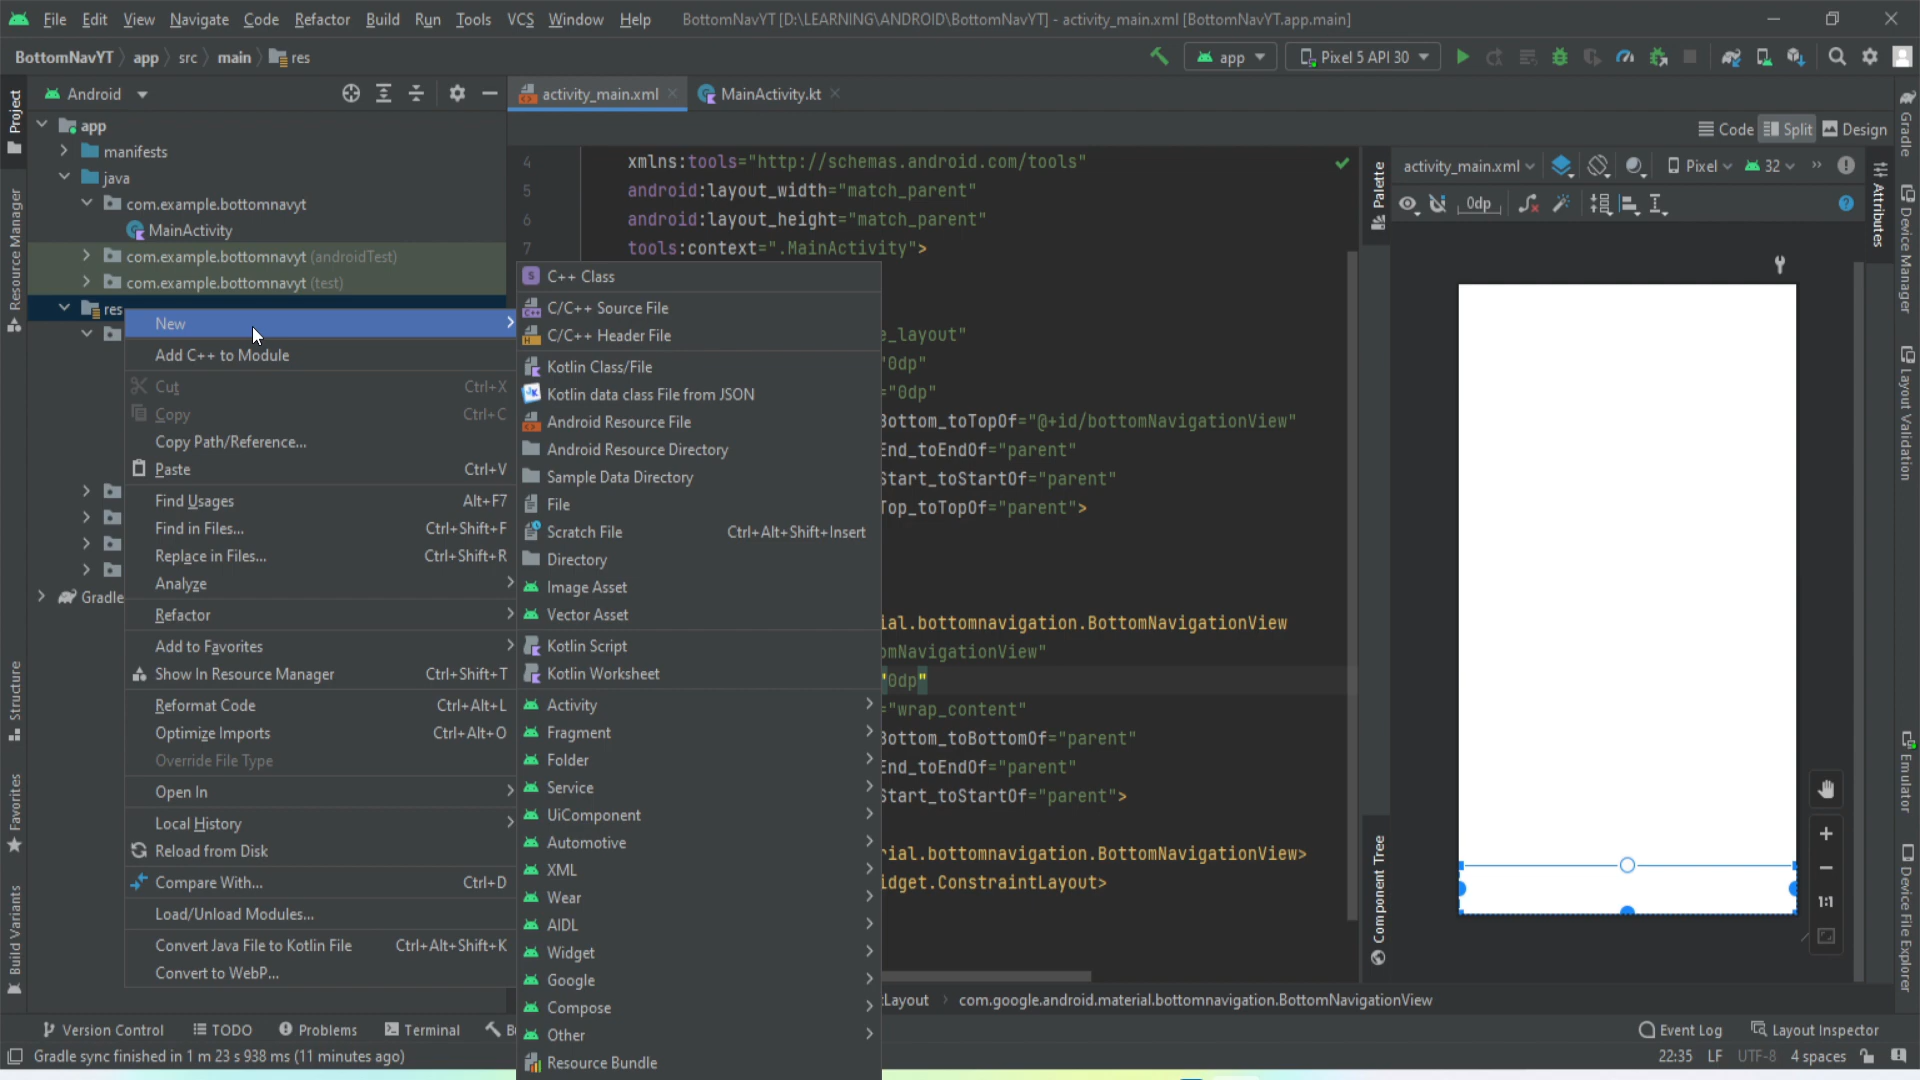 File Edit View Navigate Code Refactor Build Run Tools VCS Window Help BottomNavYT [D:\LEARNING\ANDROID\BottomNavYT] - activity_main.xml [BottomNavYT.app.main]
BottomNavYT app src main res
app Pixel 5 API 30
Android
activity_main.xml MainActivity.kt
Code Split Design
Project
Resource Manager
Structure
Favorites
Build Variants
app
manifests
java
com.example.bottomnavyt
MainActivity
com.example.bottomnavyt (androidTest)
com.example.bottomnavyt (test)
res
Gradle
New
Add C++ to Module
Cut Ctrl+X
Copy Ctrl+C
Copy Path/Reference...
Paste Ctrl+V
Find Usages Alt+F7
Find in Files... Ctrl+Shift+F
Replace in Files... Ctrl+Shift+R
Analyze
Refactor
Add to Favorites
Show In Resource Manager Ctrl+Shift+T
Reformat Code Ctrl+Alt+L
Optimize Imports Ctrl+Alt+O
Override File Type
Open In
Local History
Reload from Disk
Compare With... Ctrl+D
Load/Unload Modules...
Convert Java File to Kotlin File Ctrl+Alt+Shift+K
Convert to WebP...
C++ Class
C/C++ Source File
C/C++ Header File
Kotlin Class/File
Kotlin data class File from JSON
Android Resource File
Android Resource Directory
Sample Data Directory
File
Scratch File Ctrl+Alt+Shift+Insert
Directory
Image Asset
Vector Asset
Kotlin Script
Kotlin Worksheet
Activity
Fragment
Folder
Service
UiComponent
Automotive
XML
Wear
AIDL
Widget
Google
Compose
Other
Resource Bundle
4 xmlns:tools="http://schemas.android.com/tools"
5 android:layout_width="match_parent"
6 android:layout_height="match_parent"
7 tools:context=".MainActivity">
e_layout"
"0dp"
="0dp"
Bottom_toTopOf="@+id/bottomNavigationView"
End_toEndOf="parent"
Start_toStartOf="parent"
Top_toTopOf="parent">
ial.bottomnavigation.BottomNavigationView
omNavigationView"
"0dp"
="wrap_content"
Bottom_toBottomOf="parent"
End_toEndOf="parent"
Start_toStartOf="parent">
rial.bottomnavigation.BottomNavigationView>
idget.ConstraintLayout>
Palette
Component Tree
activity_main.xml Pixel 32 »
0dp
1:1
Attributes
Gradle
Device Manager
Layout Validation
Emulator
Device File Explorer
tLayout com.google.android.material.bottomnavigation.BottomNavigationView
Version Control TODO Problems Terminal B Event Log Layout Inspector
Gradle sync finished in 1 m 23 s 938 ms (11 minutes ago) 22:35 LF UTF-8 4 spaces